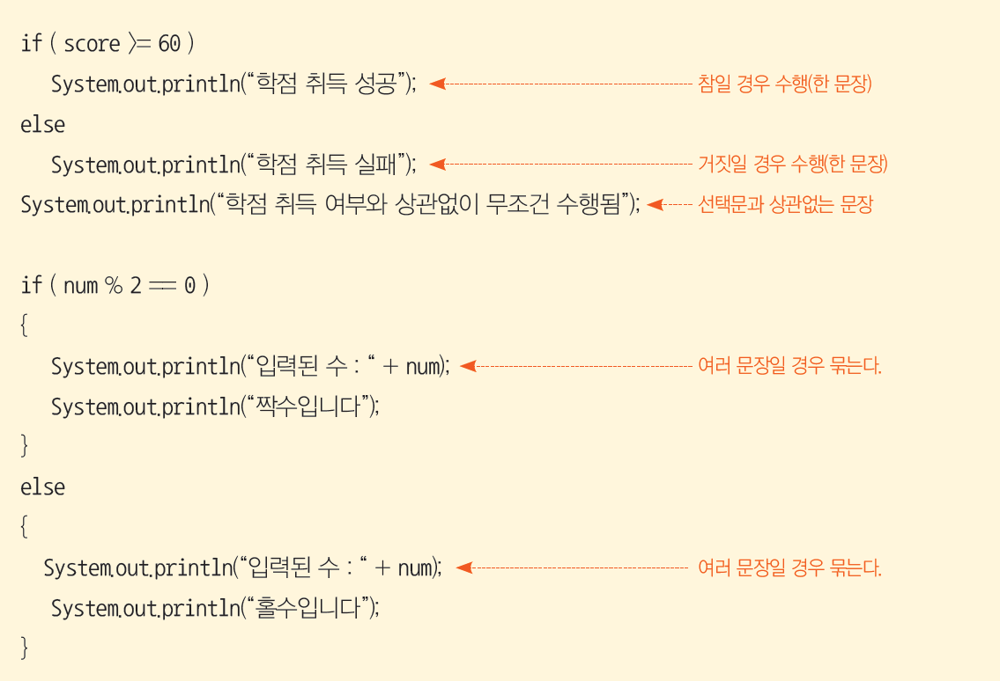 if ( score >= 60 )
System.out.println(“학점 취득 성공”); 참일 경우 수행(한 문장)
else
System.out.println(“학점 취득 실패”); 거짓일 경우 수행(한 문장)
System.out.println(“학점 취득 여부와 상관없이 무조건 수행됨”); 선택문과 상관없는 문장
if ( num % 2 == 0 )
{
System.out.println(“입력된 수 : “ + num); 여러 문장일 경우 묶는다.
System.out.println(“짝수입니다”);
}
else
{
System.out.println(“입력된 수 : “ + num); 여러 문장일 경우 묶는다.
System.out.println(“홀수입니다”);
}